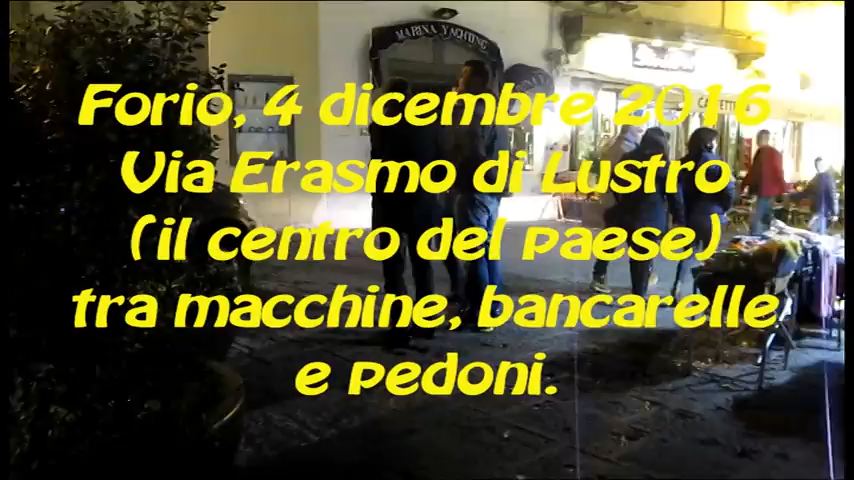 MARINA YACHTING
Forio, 4 dicembre 2016
Via Erasmo di Lustro
(il centro del paese)
tra macchine, bancarelle
e pedoni.